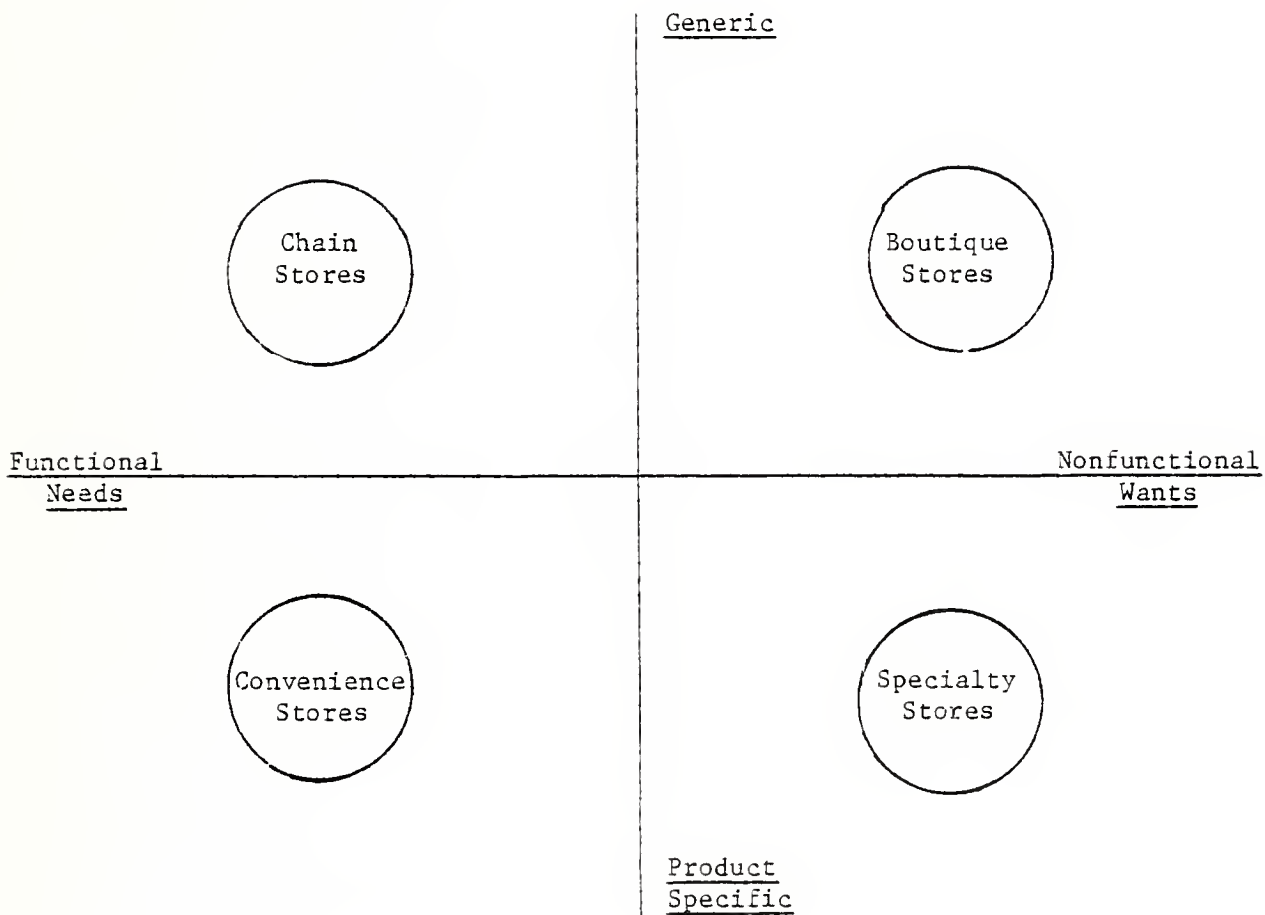 Generic
Chain
Stores
Boutique
Stores
Functional
Needs
Nonfunctional
Wants
Convenience
Stores
Specialty
Stores
Product
Specific